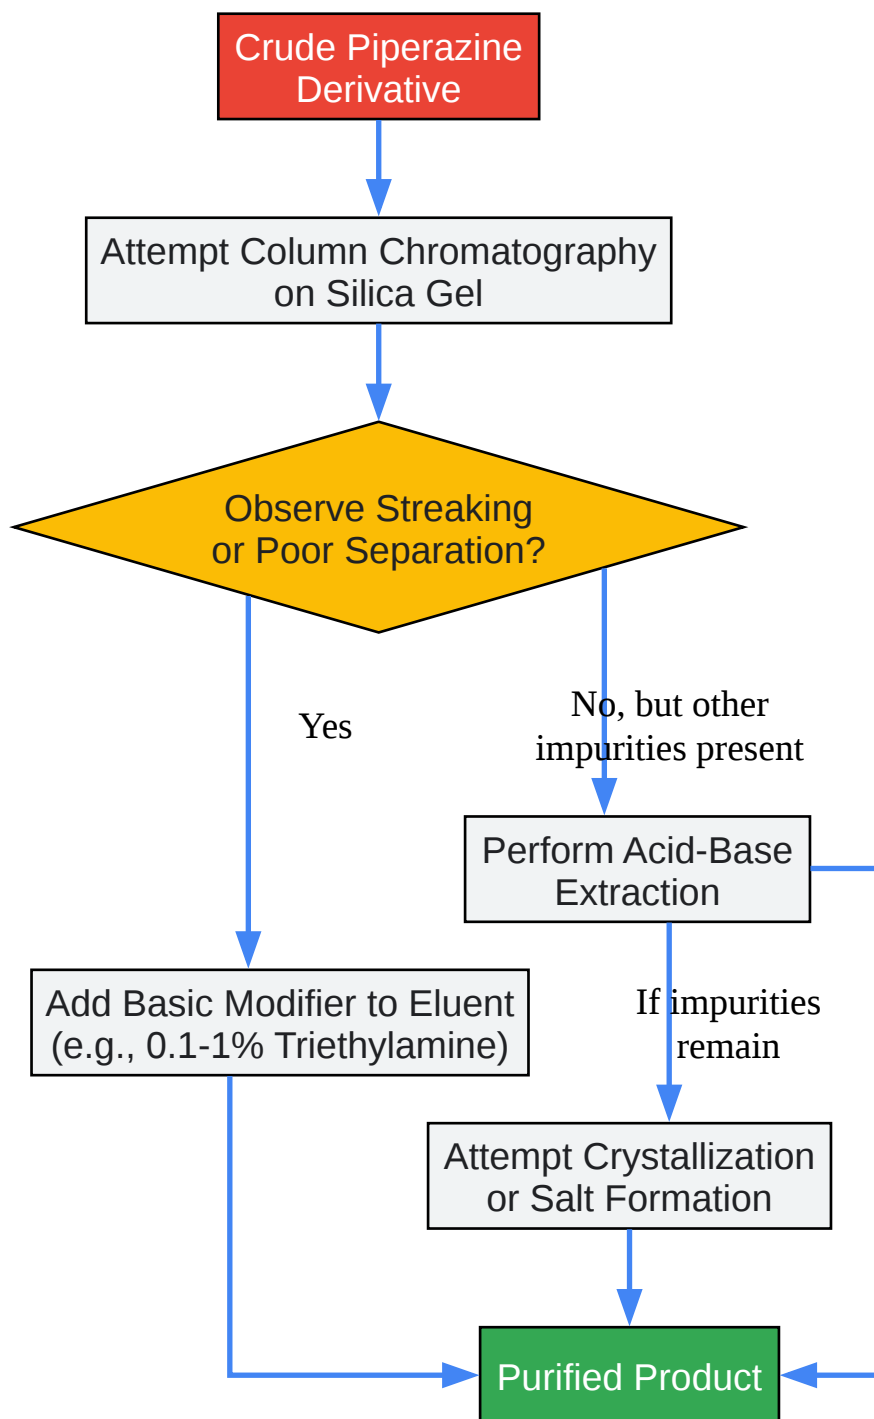 Crude Piperazine
Derivative
Attempt Column Chromatography
on Silica Gel
Observe Streaking
or Poor Separation?
Yes
No, but other
impurities present
Perform Acid-Base
Extraction
Add Basic Modifier to Eluent
(e.g., 0.1-1% Triethylamine)
If impurities
remain
Attempt Crystallization
or Salt Formation
Purified Product